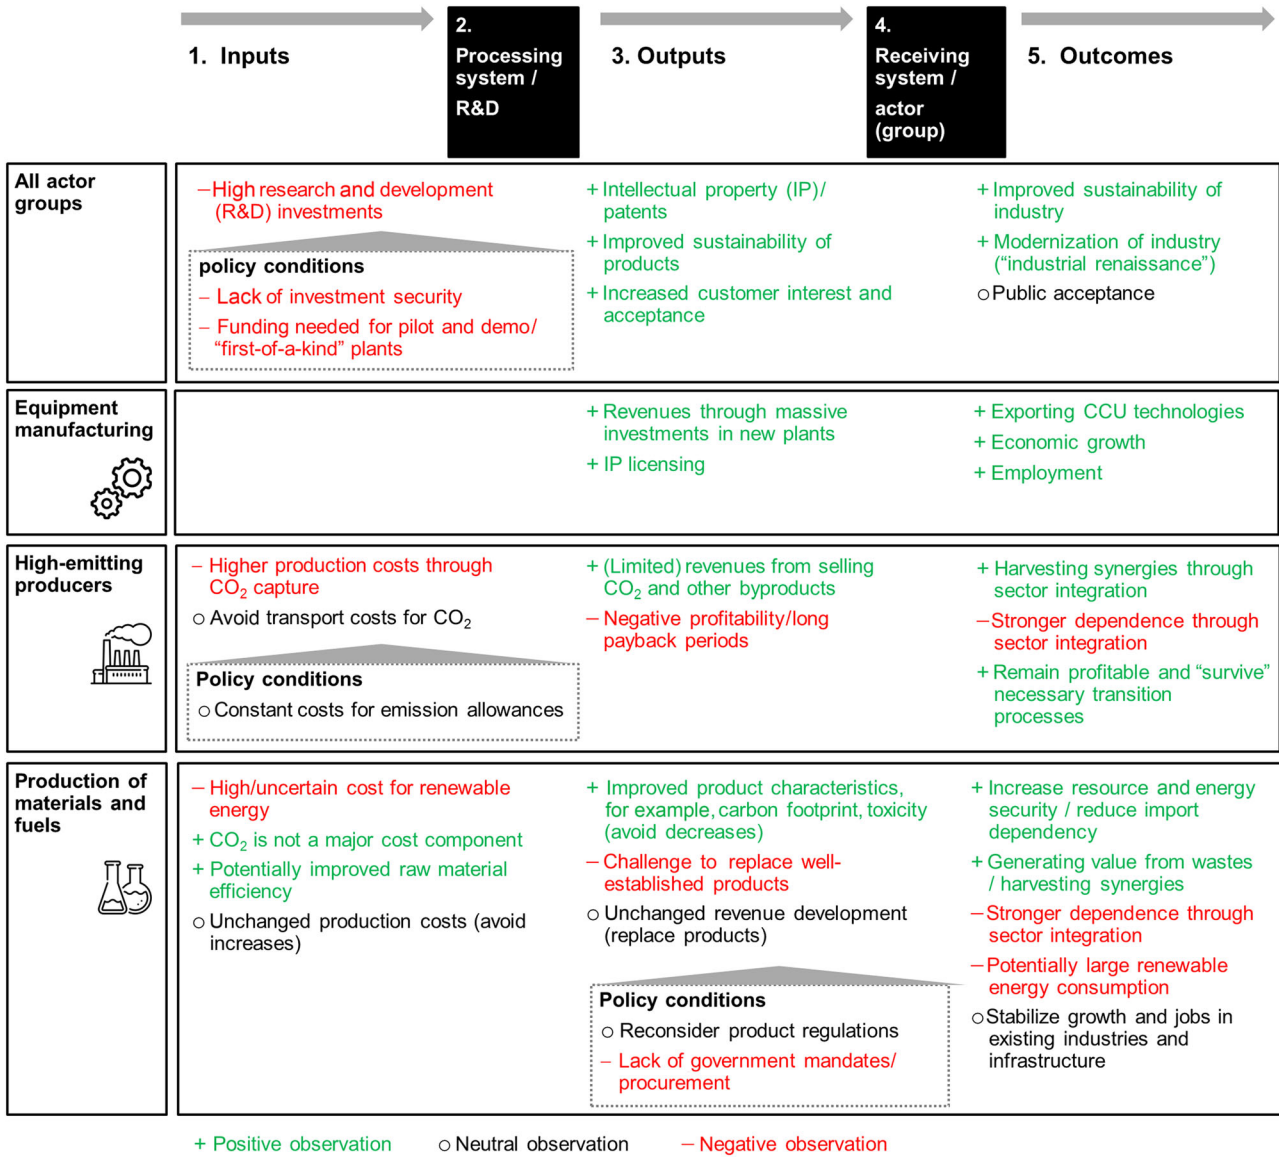 1. Inputs
2.
Processing
system /
R&D
3. Outputs
4.
Receiving
system /
actor
(group)
5. Outcomes
All actor
groups
– High research and development
(R&D) investments
policy conditions
– Lack of investment security
– Funding needed for pilot and demo/
“first-of-a-kind” plants
+ Intellectual property (IP)/
patents
+ Improved sustainability of
products
+ Increased customer interest and
acceptance
+ Improved sustainability of
industry
+ Modernization of industry
(“industrial renaissance”)
o Public acceptance
Equipment
manufacturing
+ Revenues through massive
investments in new plants
+ IP licensing
+ Exporting CCU technologies
+ Economic growth
+ Employment
High-emitting
producers
– Higher production costs through
CO₂ capture
o Avoid transport costs for CO₂
Policy conditions
o Constant costs for emission allowances
+ (Limited) revenues from selling
CO₂ and other byproducts
– Negative profitability/long
payback periods
+ Harvesting synergies through
sector integration
– Stronger dependence through
sector integration
+ Remain profitable and “survive”
necessary transition
processes
Production of
materials and
fuels
– High/uncertain cost for renewable
energy
+ CO₂ is not a major cost component
+ Potentially improved raw material
efficiency
o Unchanged production costs (avoid
increases)
+ Improved product characteristics,
for example, carbon footprint, toxicity
(avoid decreases)
– Challenge to replace well-
established products
o Unchanged revenue development
(replace products)
Policy conditions
o Reconsider product regulations
– Lack of government mandates/
procurement
+ Increase resource and energy
security / reduce import
dependency
+ Generating value from wastes
/ harvesting synergies
– Stronger dependence through
sector integration
– Potentially large renewable
energy consumption
o Stabilize growth and jobs in
existing industries and
infrastructure
+ Positive observation
o Neutral observation
– Negative observation